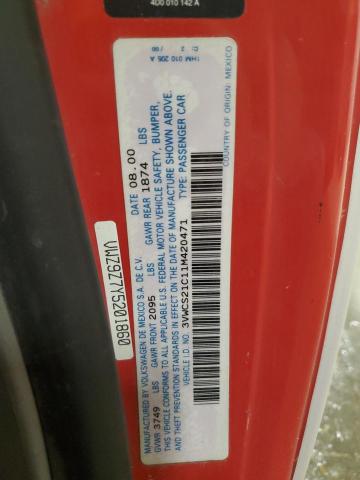 4D0 010 142 A
MANUFACTURED BY VOLKSWAGEN DE MEXICO S.A. DE C.V. DATE 08.00
GVWR 3749 LBS GAWR FRONT 2095 LBS GAWR REAR 1874 LBS
THIS VEHICLE CONFORMS TO ALL APPLICABLE U.S. FEDERAL MOTOR VEHICLE SAFETY, BUMPER,
AND THEFT PREVENTION STANDARDS IN EFFECT ON THE DATE OF MANUFACTURE SHOWN ABOVE.
VEHICLE I.D.NR. 3VWCS21C11M420471 TYPE: PASSENGER CAR
COUNTRY OF ORIGIN: MEXICO
1HM 010 205 A
VWZ9Z7Y5201860